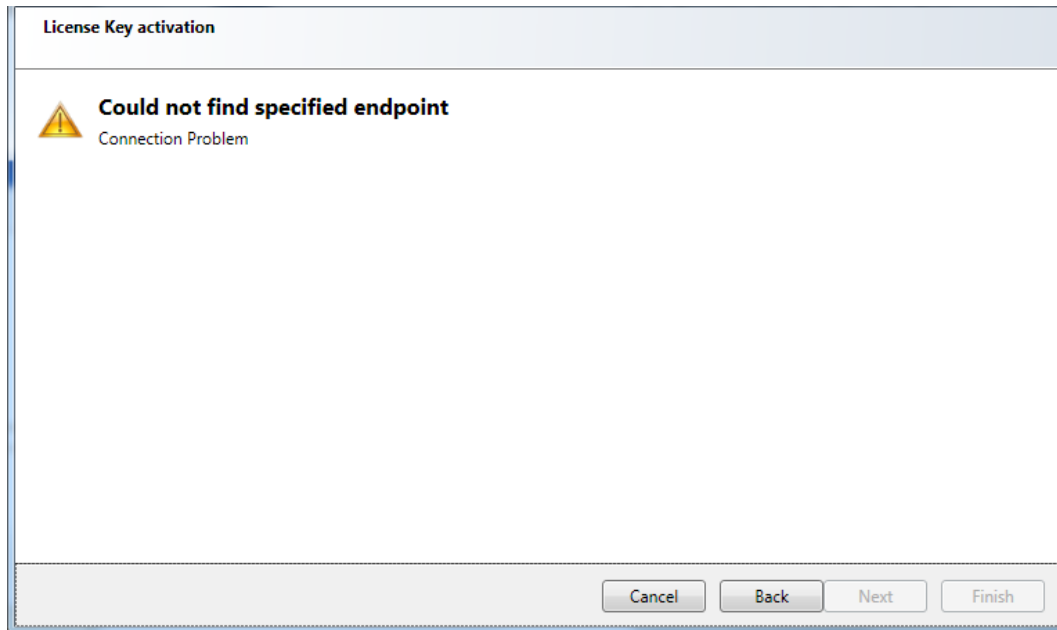 License Key activation
Could not find specified endpoint
Connection Problem
Cancel Back Next Finish